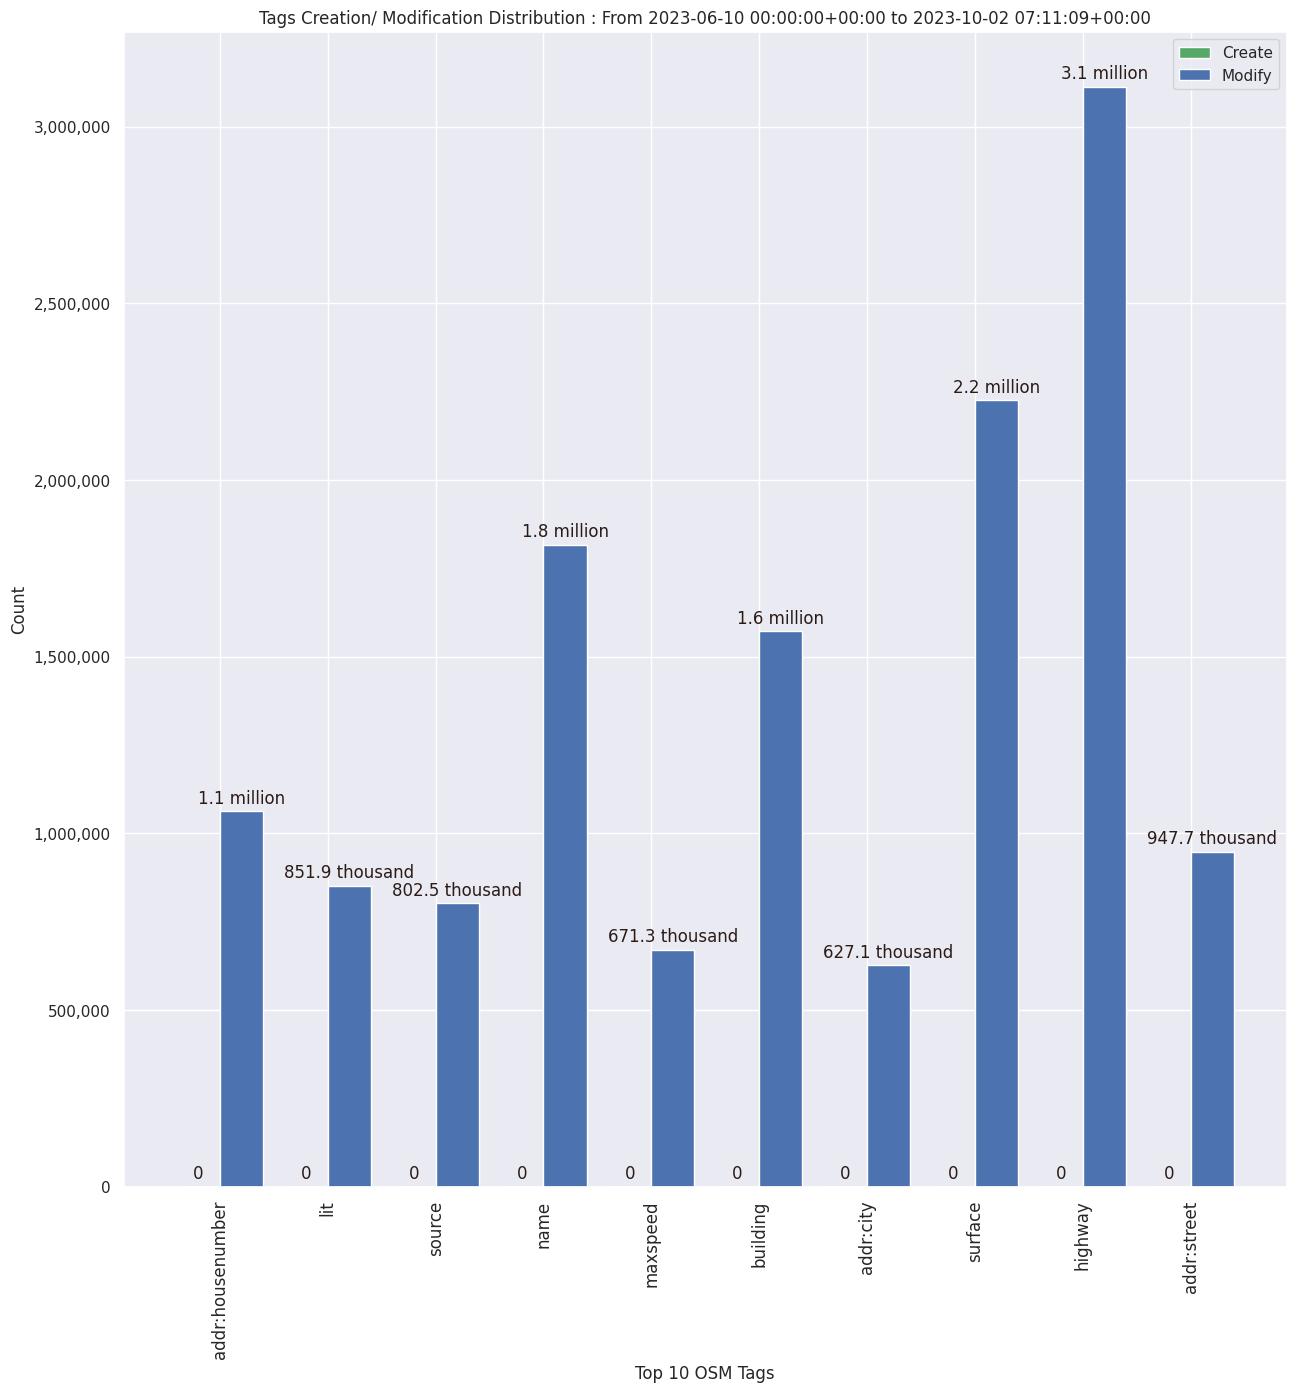 Tags Creation/ Modification Distribution : From 2023-06-10 00:00:00+00:00 to 2023-10-02 07:11:09+00:00
Create
Modify
Count
3,000,000
2,500,000
2,000,000
1,500,000
1,000,000
500,000
0
1.1 million
851.9 thousand
802.5 thousand
1.8 million
671.3 thousand
1.6 million
627.1 thousand
2.2 million
3.1 million
947.7 thousand
0
0
0
0
0
0
0
0
0
0
addr:housenumber
lit
source
name
maxspeed
building
addr:city
surface
highway
addr:street
Top 10 OSM Tags